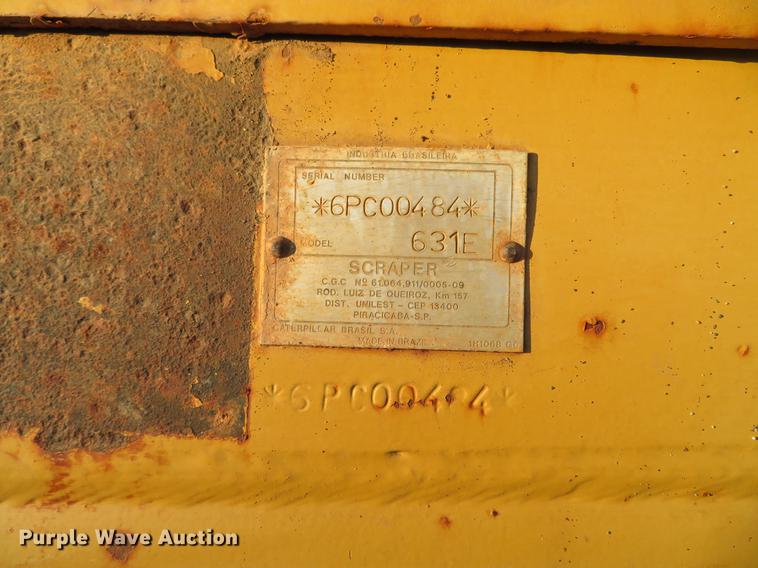 INDÚSTRIA BRASILEIRA
SERIAL NUMBER
*6PC00484*
MODEL 631E
SCRAPER
C.G.C Nº 61.064.911/0005-09
ROD. LUIZ DE QUEIROZ, Km 157
DIST. UNILEST - CEP 13400
PIRACICABA-S.P.
CATERPILLAR BRASIL S.A.
MADE IN BRAZIL
*6PC00484*
Purple Wave Auction